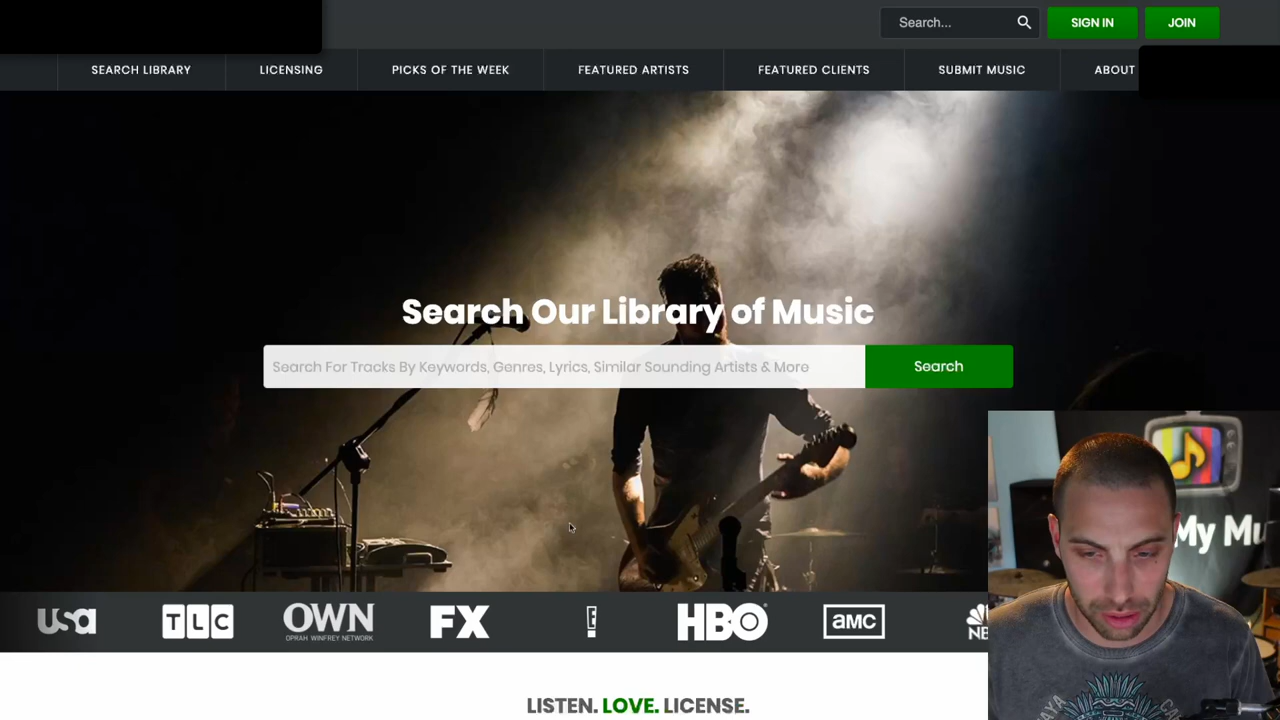 Search...
SIGN IN
JOIN
SEARCH LIBRARY
LICENSING
PICKS OF THE WEEK
FEATURED ARTISTS
FEATURED CLIENTS
SUBMIT MUSIC
ABOUT
Search Our Library of Music
Search For Tracks By Keywords, Genres, Lyrics, Similar Sounding Artists & More
Search
My Mu
usa
TLC
OWN
OPRAH WINFREY NETWORK
FX
E!
HBO
aMC
NB
LISTEN. LOVE. LICENSE.